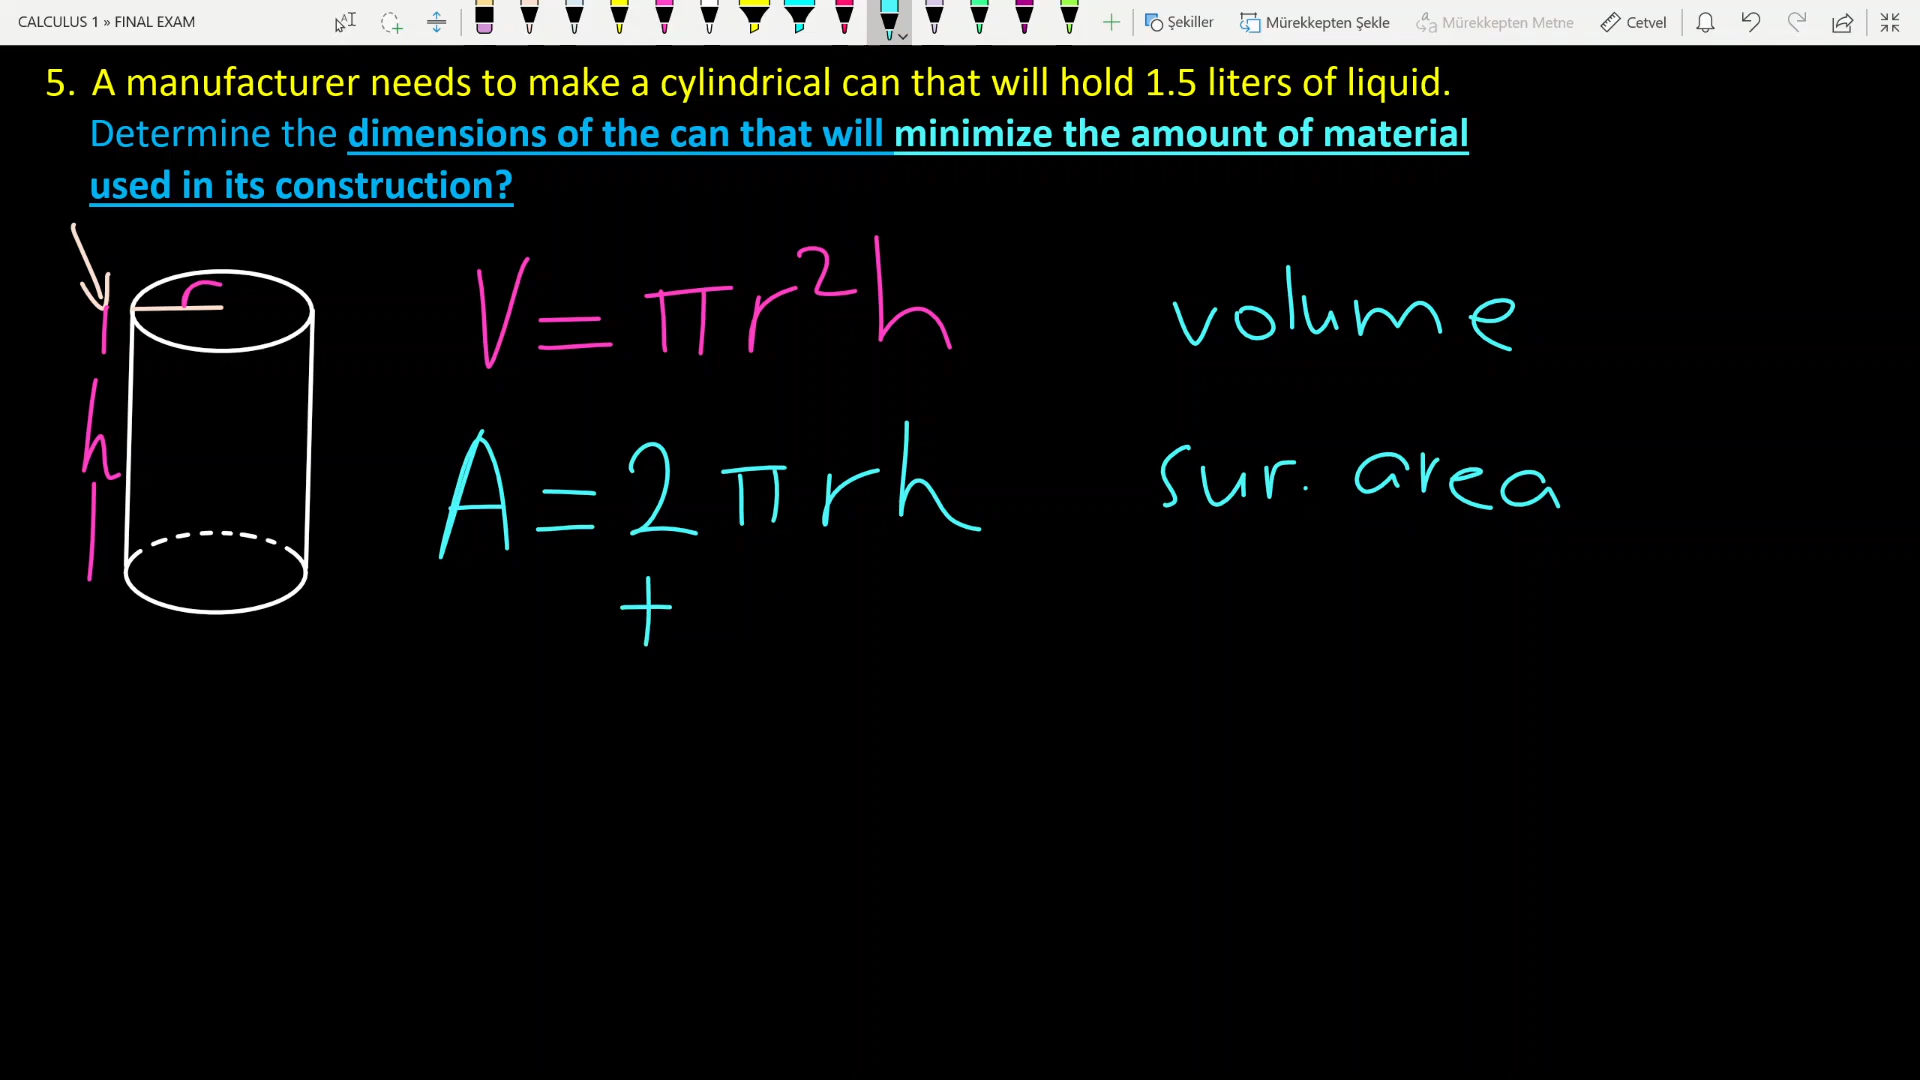 CALCULUS 1 » FINAL EXAM
Şekiller
Mürekkepten Şekle
Mürekkepten Metne
Cetvel
5. A manufacturer needs to make a cylindrical can that will hold 1.5 liters of liquid.
Determine the dimensions of the can that will minimize the amount of material
used in its construction?
r
h
V = πr²h
volume
A = 2πrh
sur. area
+